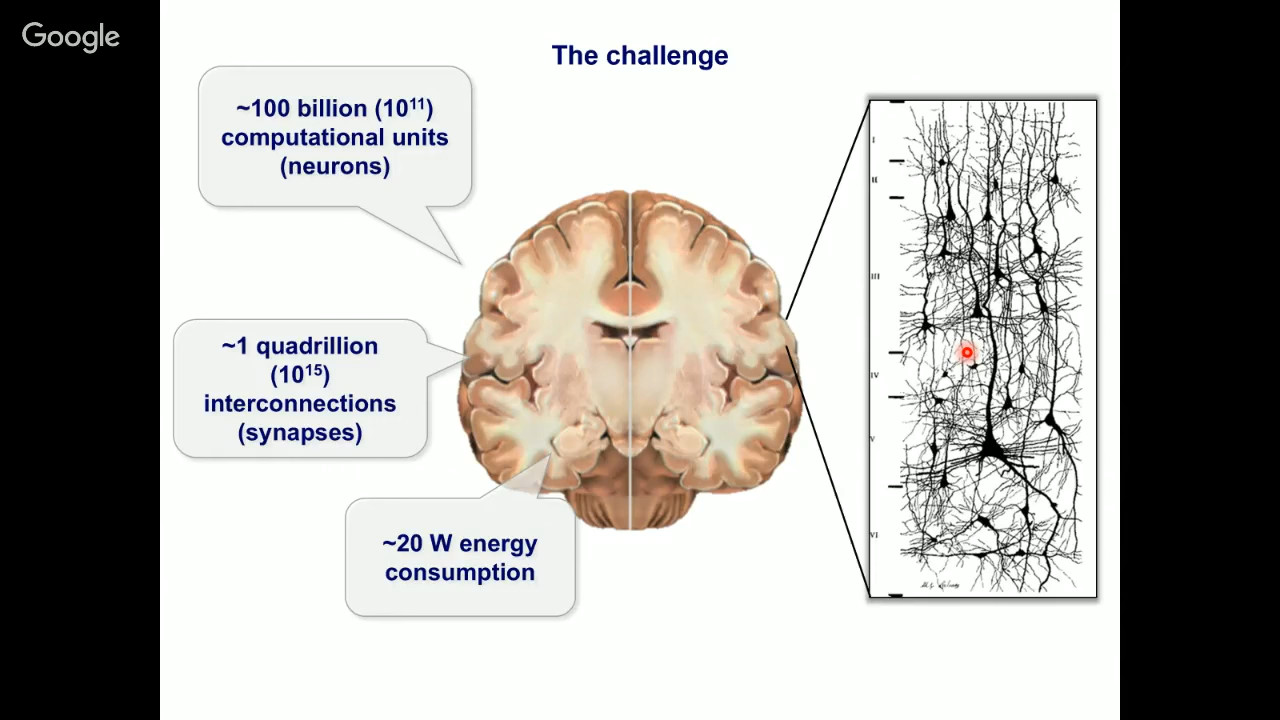 Google
The challenge
~100 billion (10¹¹)
computational units
(neurons)
~1 quadrillion
(10¹⁵)
interconnections
(synapses)
~20 W energy
consumption
I
II
III
IV
V
VI